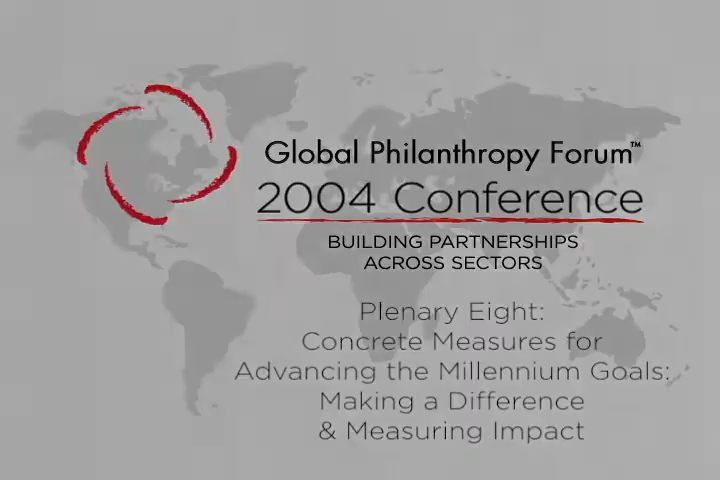 Global Philanthropy Forum™
2004 Conference
BUILDING PARTNERSHIPS
ACROSS SECTORS
Plenary Eight:
Concrete Measures for
Advancing the Millennium Goals:
Making a Difference
& Measuring Impact